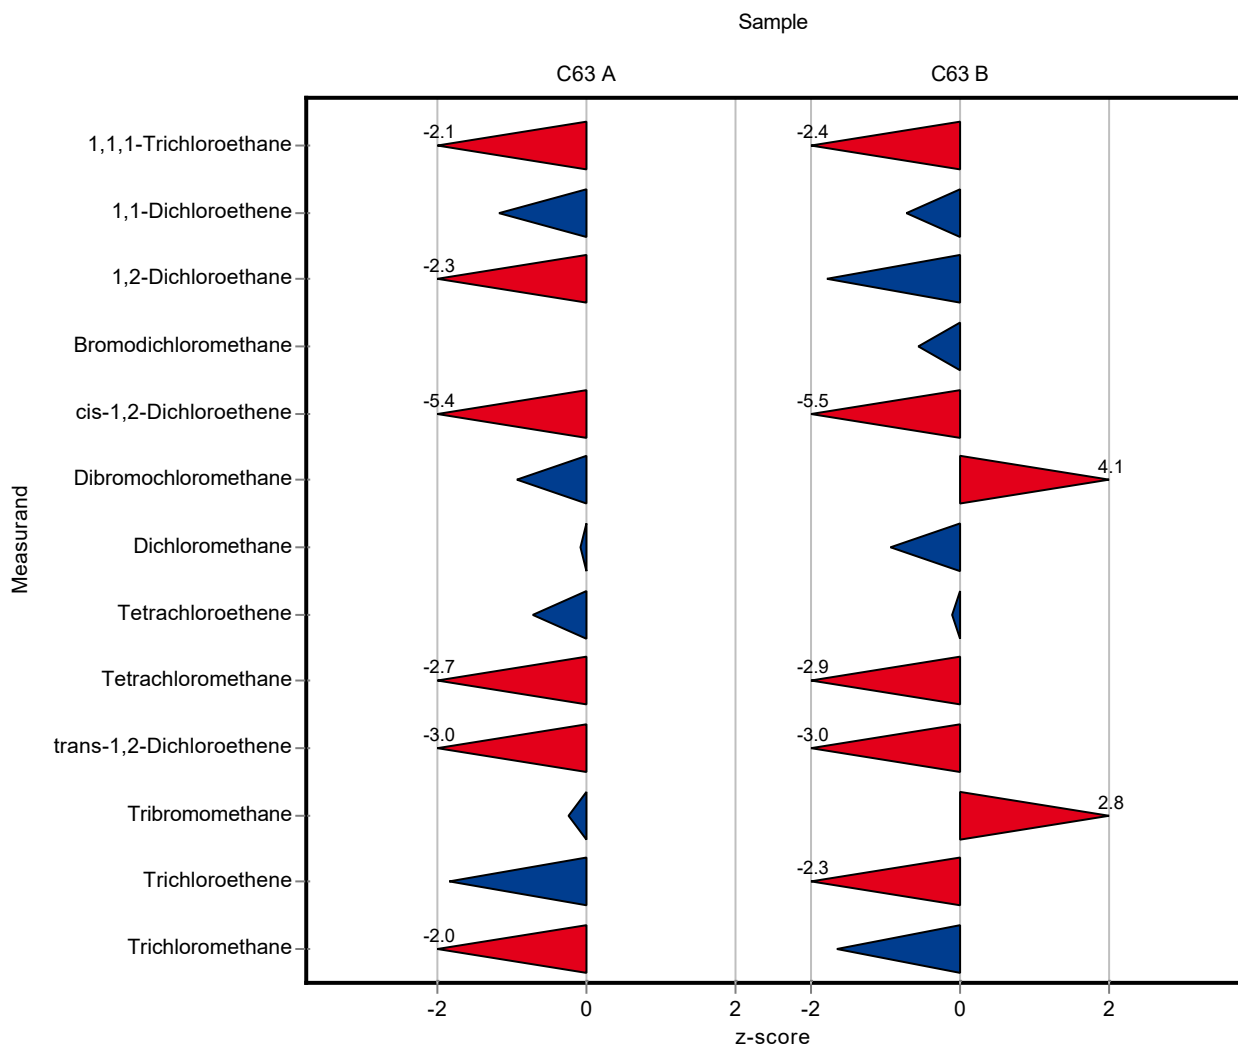 Sample
C63 A C63 B
1,1,1-Trichloroethane -2.1 -2.4
1,1-Dichloroethene
1,2-Dichloroethane -2.3
Bromodichloromethane
cis-1,2-Dichloroethene -5.4 -5.5
Dibromochloromethane 4.1
Dichloromethane
Measurand
Tetrachloroethene
Tetrachloromethane -2.7 -2.9
trans-1,2-Dichloroethene -3.0 -3.0
Tribromomethane 2.8
Trichloroethene -2.3
Trichloromethane -2.0
-2 0 2 -2 0 2
z-score